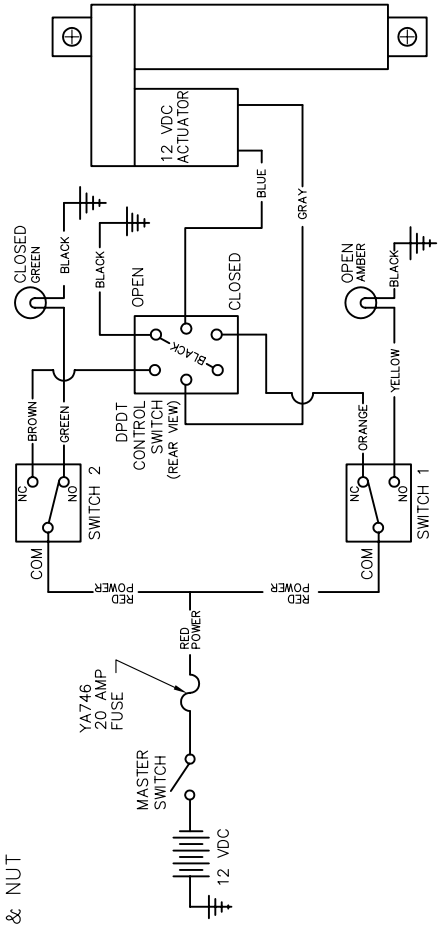 & NUT
12 VDC
MASTER
SWITCH
YA746
20 AMP
FUSE
RED
POWER
RED
POWER
RED
POWER
COM
NC
NO
SWITCH 2
BROWN
GREEN
CLOSED
GREEN
BLACK
BLACK
OPEN
DPDT
CONTROL
SWITCH
(REAR VIEW)
BLACK
CLOSED
12 VDC
ACTUATOR
BLUE
GRAY
COM
NC
NO
SWITCH 1
ORANGE
YELLOW
OPEN
AMBER
BLACK